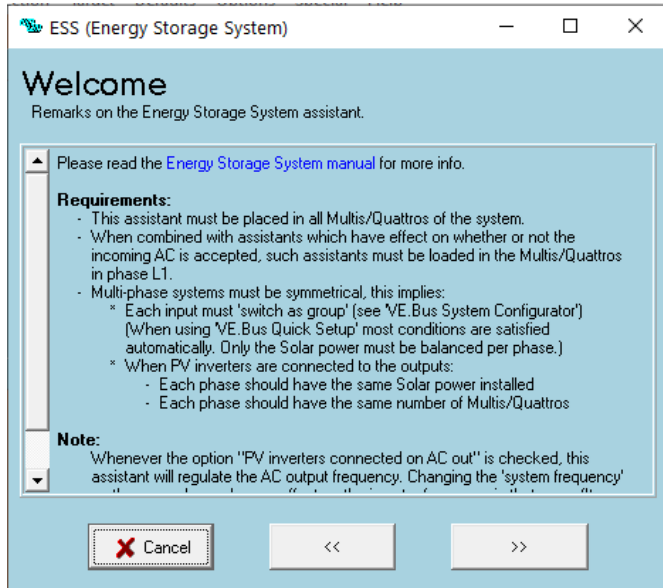 ESS (Energy Storage System)
Welcome
Remarks on the Energy Storage System assistant.
Please read the Energy Storage System manual for more info.
Requirements:
- This assistant must be placed in all Multis/Quattros of the system.
- When combined with assistants which have effect on whether or not the
incoming AC is accepted, such assistants must be loaded in the Multis/Quattros
in phase L1.
- Multi-phase systems must be symmetrical, this implies:
* Each input must 'switch as group' (see 'VE.Bus System Configurator')
(When using 'VE.Bus Quick Setup' most conditions are satisfied
automatically. Only the Solar power must be balanced per phase.)
* When PV inverters are connected to the outputs:
- Each phase should have the same Solar power installed
- Each phase should have the same number of Multis/Quattros
Note:
Whenever the option "PV inverters connected on AC out" is checked, this
assistant will regulate the AC output frequency. Changing the 'system frequency'
Cancel
<<
>>